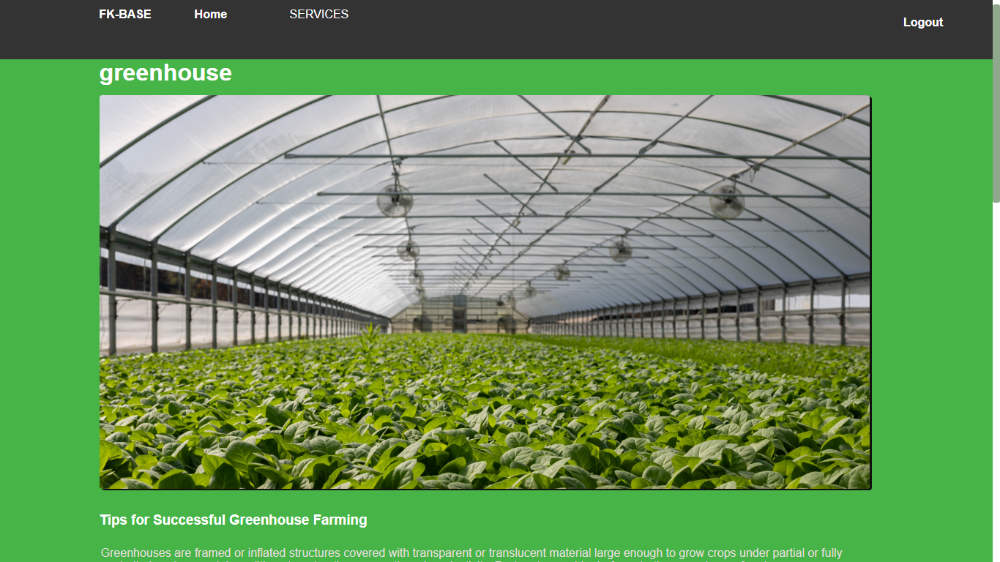 FK-BASE Home SERVICES Logout
greenhouse
Tips for Successful Greenhouse Farming
Greenhouses are framed or inflated structures covered with transparent or translucent material large enough to grow crops under partial or fully